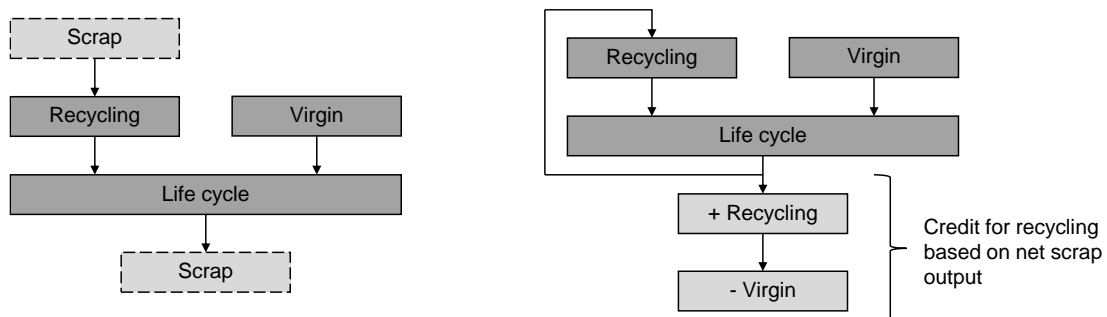 Scrap
Recycling
Virgin
Life cycle
Scrap
Recycling
Virgin
Life cycle
+ Recycling
- Virgin
Credit for recycling
based on net scrap
output